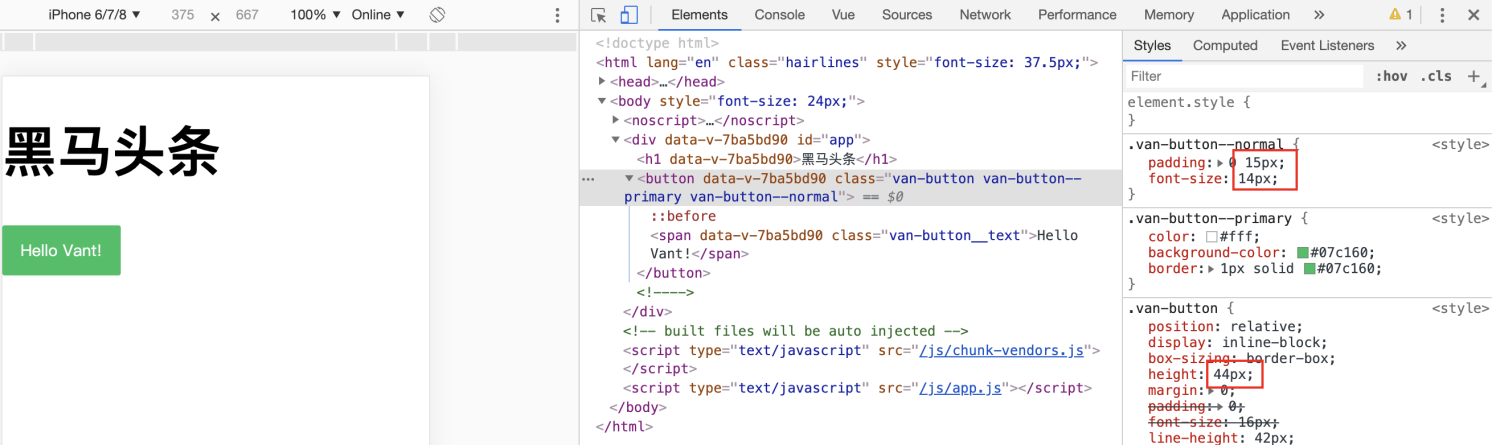 iPhone 6/7/8 ▼ 375 × 667 100% ▼ Online ▼
Elements Console Vue Sources Network Performance Memory Application » 1
<!doctype html>
<html lang="en" class="hairlines" style="font-size: 37.5px;">
▶<head>…</head>
▼<body style="font-size: 24px;">
▶<noscript>…</noscript>
▼<div data-v-7ba5bd90 id="app">
<h1 data-v-7ba5bd90>黑马头条</h1>
▼<button data-v-7ba5bd90 class="van-button van-button--
primary van-button--normal"> == $0
::before
<span data-v-7ba5bd90 class="van-button__text">Hello
Vant!</span>
</button>
<!---->
</div>
<!-- built files will be auto injected -->
<script type="text/javascript" src="/js/chunk-vendors.js">
</script>
<script type="text/javascript" src="/js/app.js"></script>
</body>
</html>
黑马头条
Hello Vant!
Styles Computed Event Listeners »
Filter :hov .cls +
element.style {
}
.van-button--normal { <style>
padding:▶ 0 15px;
font-size: 14px;
}
.van-button--primary { <style>
color: #fff;
background-color: #07c160;
border:▶ 1px solid #07c160;
}
.van-button { <style>
position: relative;
display: inline-block;
box-sizing: border-box;
height: 44px;
margin:▶ 0;
padding:▶ 0;
font-size: 16px;
line-height: 42px;